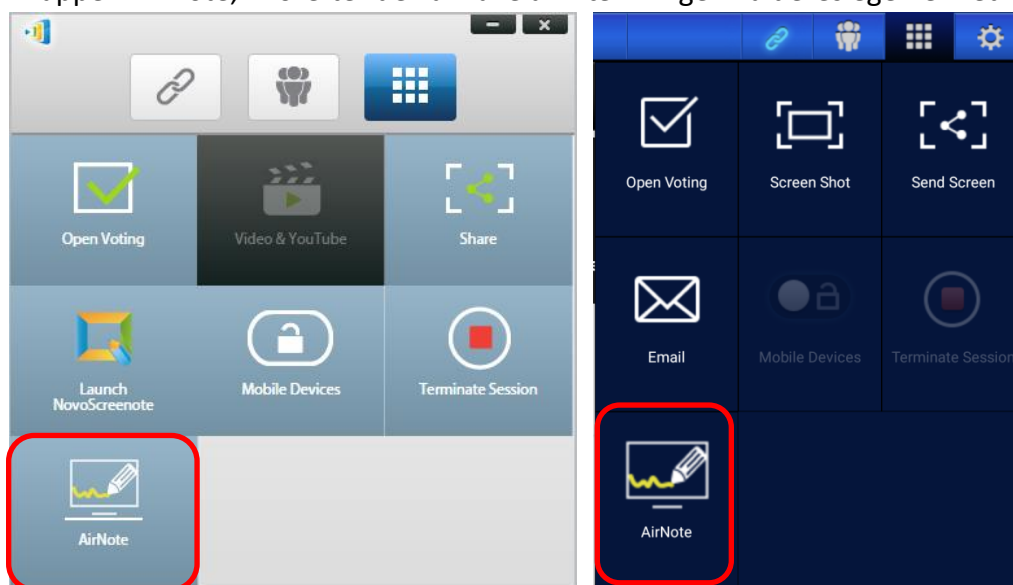 Open Voting
Video & YouTube
Share
Launch
NovoScreenote
Mobile Devices
Terminate Session
AirNote
Open Voting
Screen Shot
Send Screen
Email
Mobile Devices
Terminate Session
AirNote